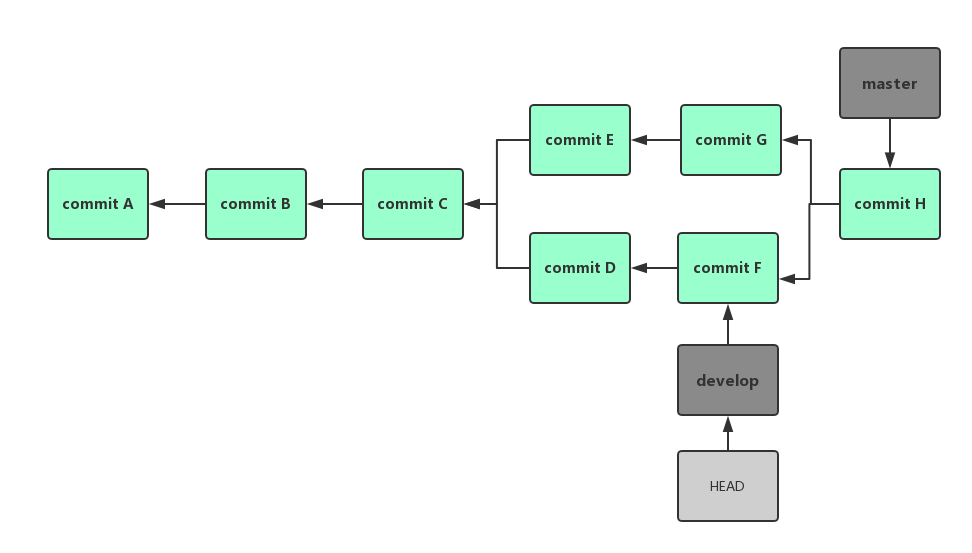 master
commit E
commit G
commit A
commit B
commit C
commit H
commit D
commit F
develop
HEAD